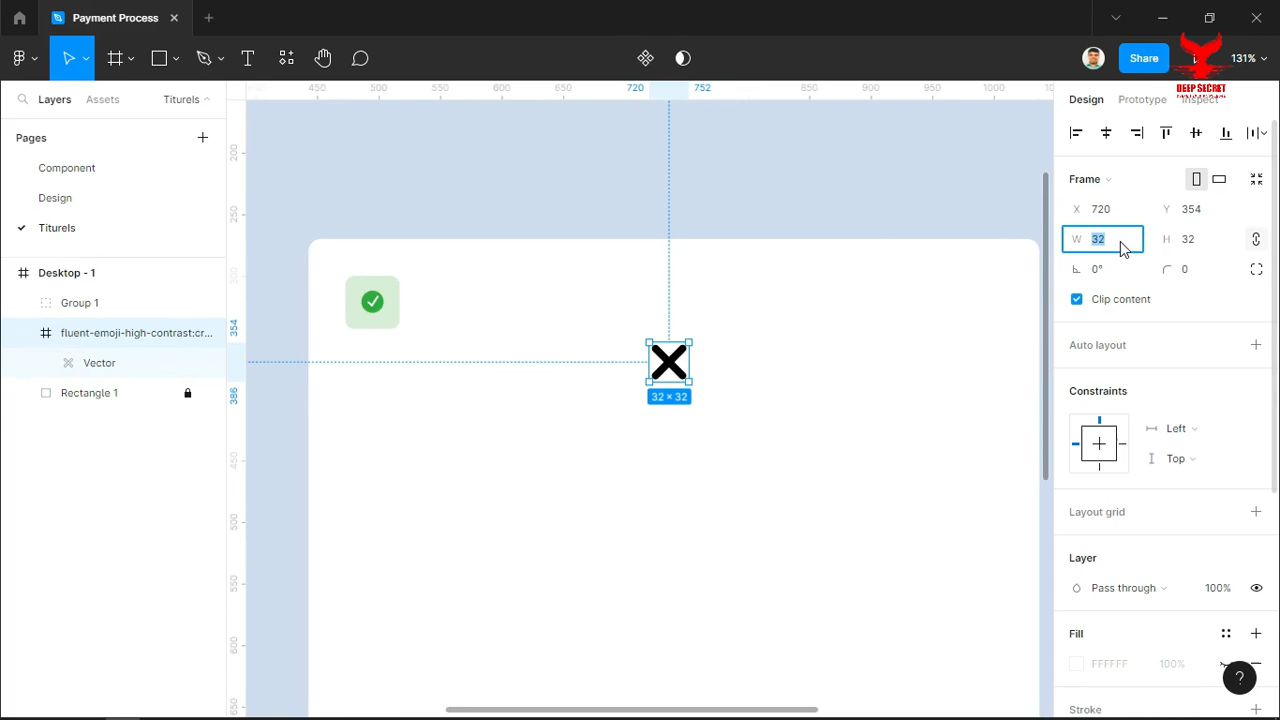 Payment Process
Share
131%
DEEP SECRET
Layers
Assets
Titurels
Pages
Component
Design
Titurels
Desktop - 1
Group 1
fluent-emoji-high-contrast:cr...
Vector
Rectangle 1
450
500
550
600
650
720
752
850
900
950
1000
200
250
300
354
386
450
500
550
600
650
32 × 32
Design
Prototype
Inspect
Frame
X 720
Y 354
W 32
H 32
0°
0
Clip content
Auto layout
Constraints
Left
Top
Layout grid
Layer
Pass through
100%
Fill
FFFFFF
100%
?
Stroke